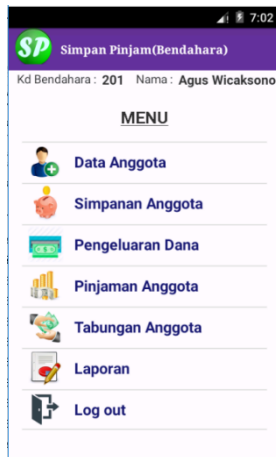 7:02
SP Simpan Pinjam(Bendahara)
Kd Bendahara : 201 Nama : Agus Wicaksono
MENU
Data Anggota
Simpanan Anggota
Pengeluaran Dana
Pinjaman Anggota
Tabungan Anggota
Laporan
Log out